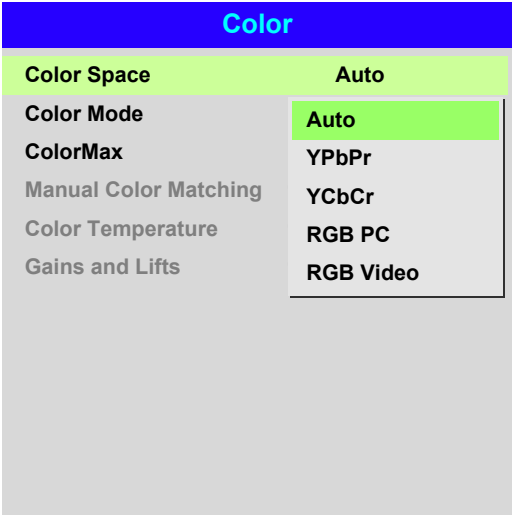 Color
Color Space Auto
Color Mode
Auto
ColorMax
YPbPr
Manual Color Matching
YCbCr
Color Temperature
RGB PC
Gains and Lifts
RGB Video